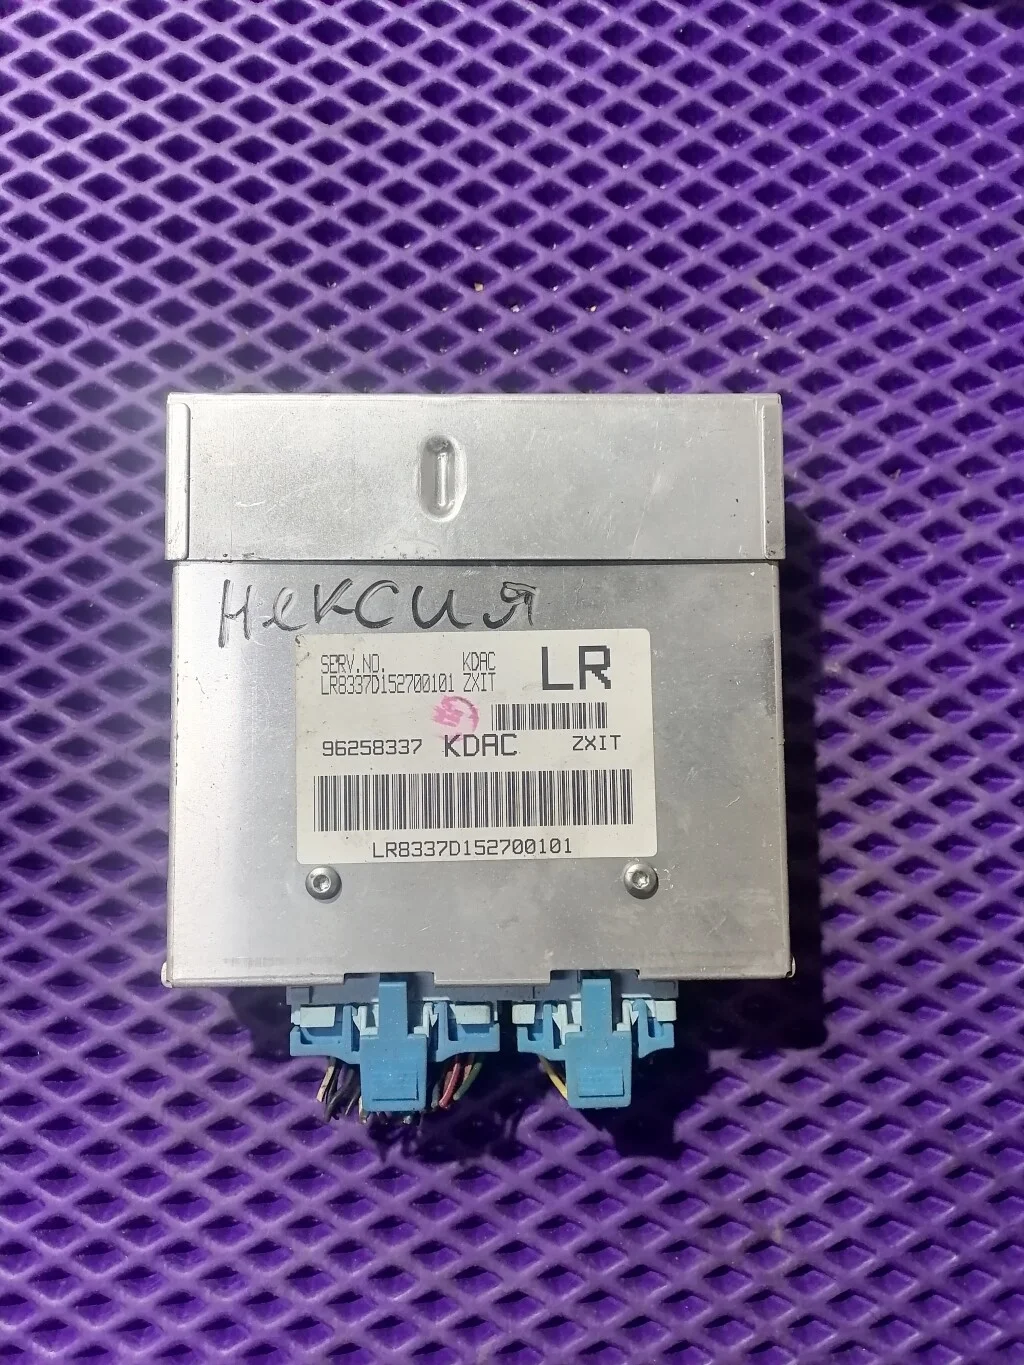 Нексия
SERV.NO. KDAC
LR8337D152700101 ZXIT
LR
96258337 KDAC ZXIT
LR8337D152700101